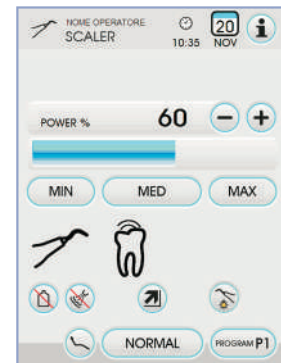 NOME OPERATORE
SCALER
10:35
20
NOV
i
POWER %
60
MIN
MED
MAX
NORMAL
PROGRAM P1